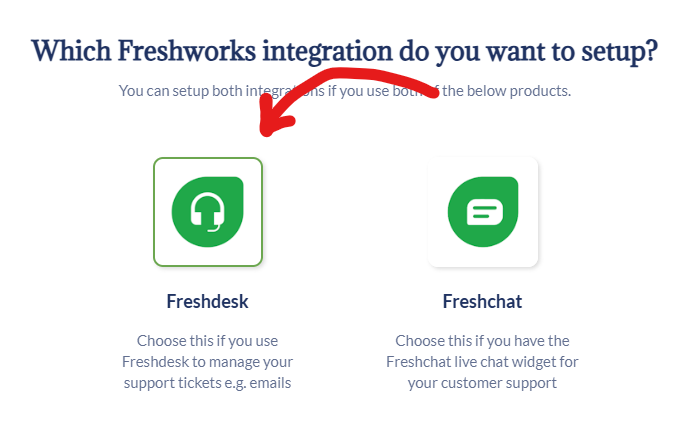 Which Freshworks integration do you want to setup?
You can setup both integrations if you use both of the below products.
Freshdesk
Choose this if you use
Freshdesk to manage your
support tickets e.g. emails
Freshchat
Choose this if you have the
Freshchat live chat widget for
your customer support